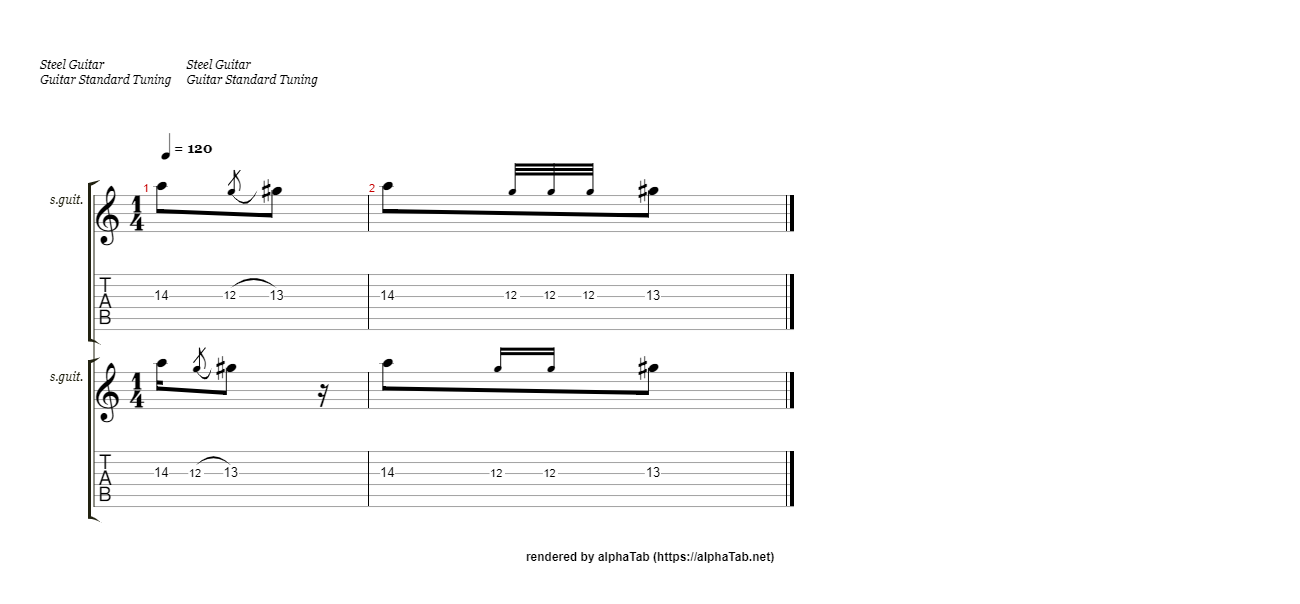 Steel Guitar Steel Guitar
Guitar Standard Tuning Guitar Standard Tuning
= 120
1 2
s.guit.
1
4
T
A
B
14 12 13 14 12 12 12 13
s.guit.
1
4
T
A
B
14 12 13 14 12 12 13
rendered by alphaTab (https://alphaTab.net)